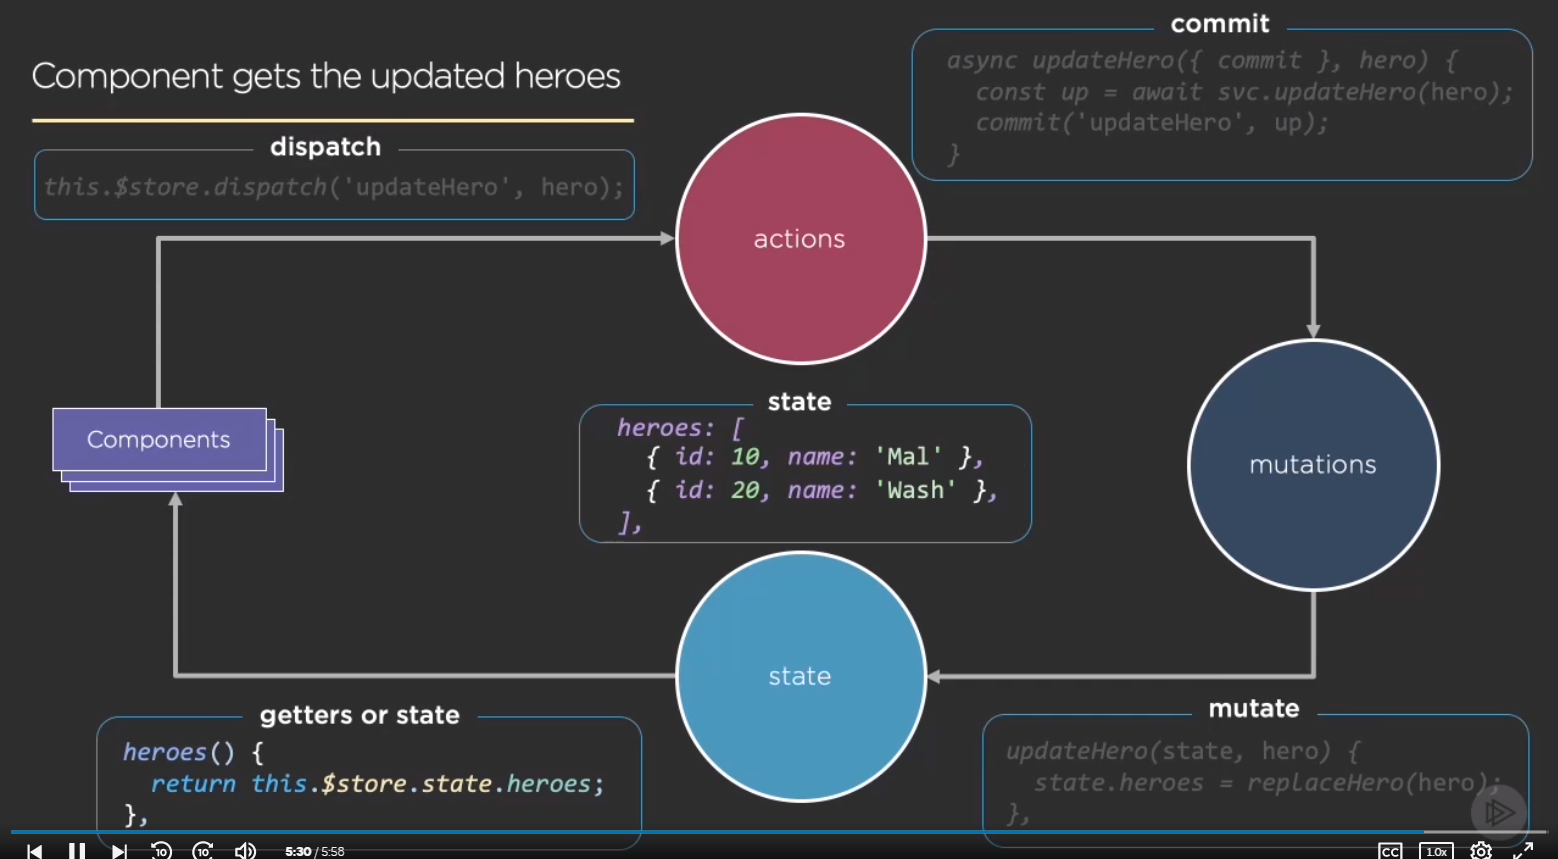 Component gets the updated heroes
dispatch
this.$store.dispatch('updateHero', hero);
commit
async updateHero({ commit }, hero) {
const up = await svc.updateHero(hero);
commit('updateHero', up);
}
actions
Components
state
heroes: [
{ id: 10, name: 'Mal' },
{ id: 20, name: 'Wash' },
],
mutations
state
getters or state
heroes() {
return this.$store.state.heroes;
},
mutate
updateHero(state, hero) {
state.heroes = replaceHero(hero);
},
10 10 5:30 / 5:58 CC 1.0x